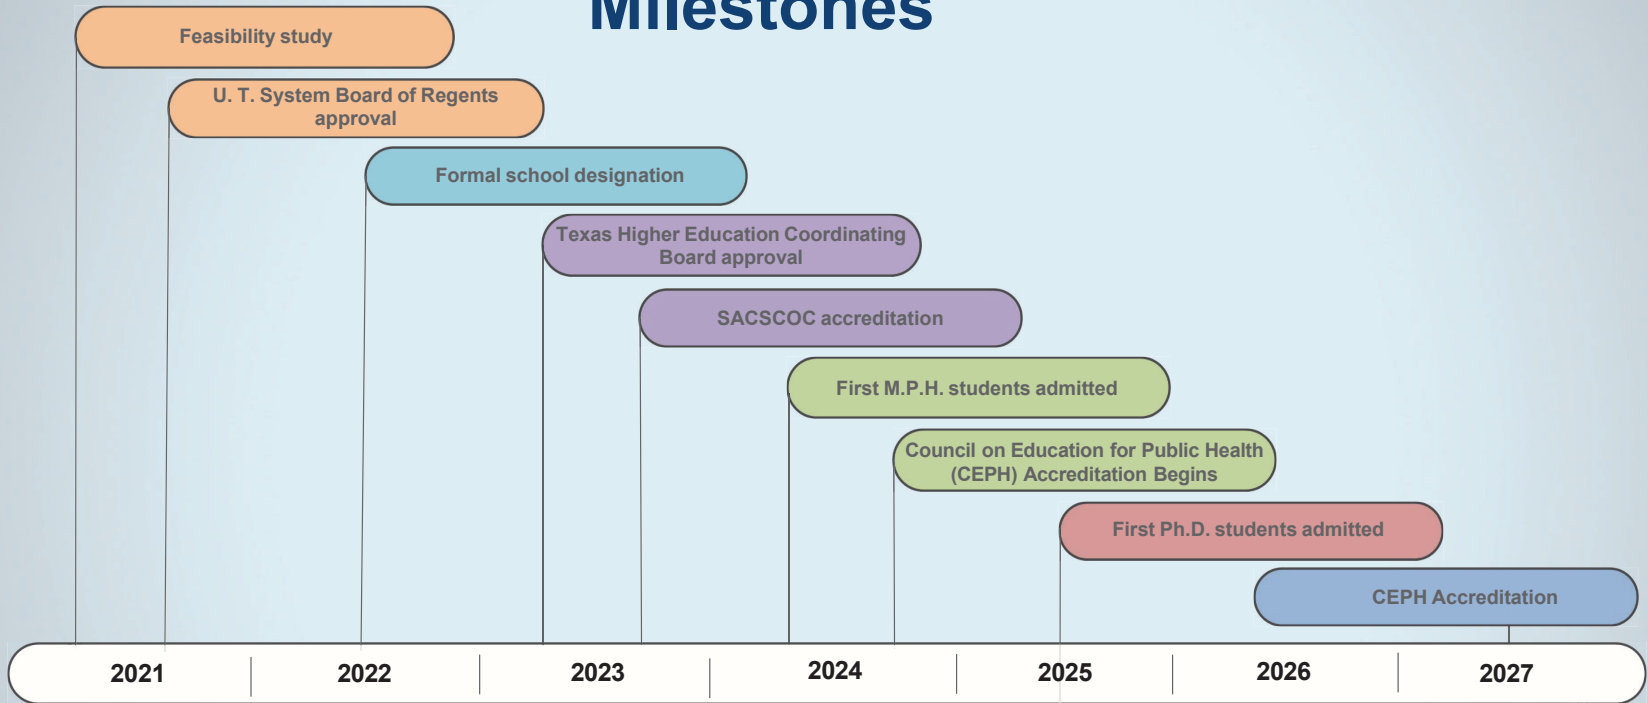 Milestones
Feasibility study
U. T. System Board of Regents
approval
Formal school designation
Texas Higher Education Coordinating
Board approval
SACSCOC accreditation
First M.P.H. students admitted
Council on Education for Public Health
(CEPH) Accreditation Begins
First Ph.D. students admitted
CEPH Accreditation
2021 2022 2023 2024 2025 2026 2027